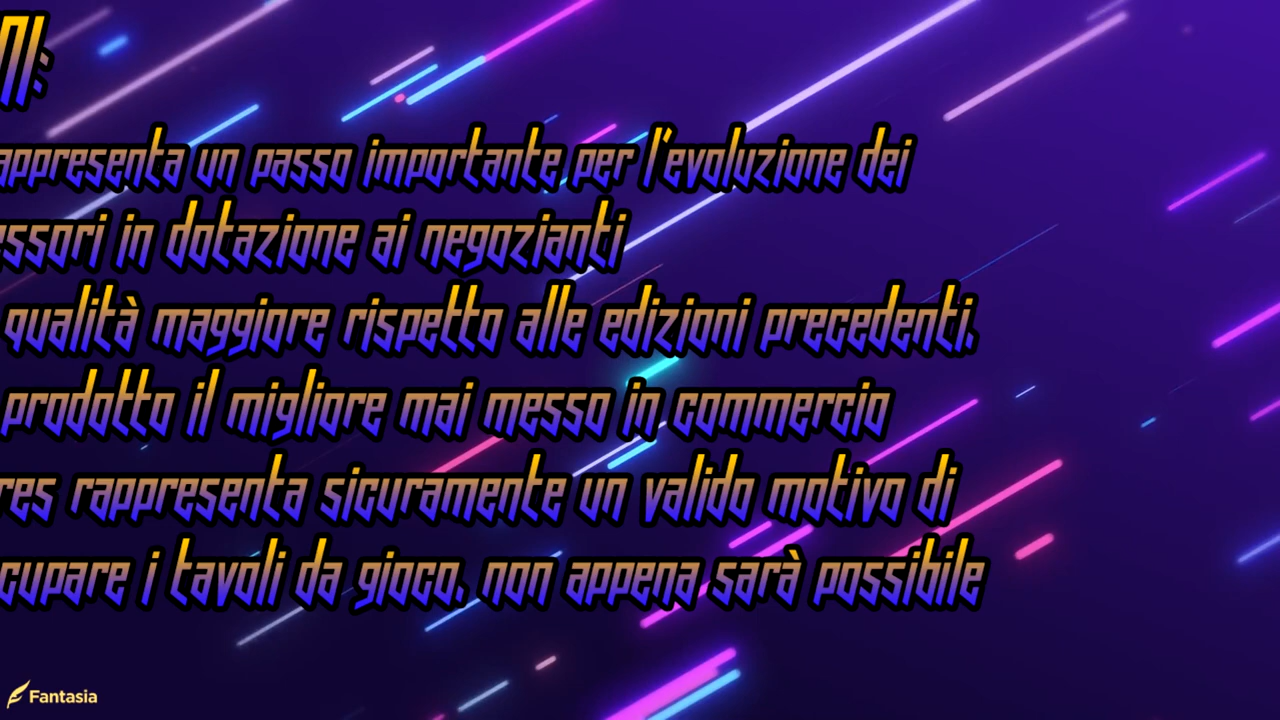 NI:
appresenta un passo importante per l'evoluzione dei
essori in dotazione ai negozianti
qualità maggiore rispetto alle edizioni precedenti.
prodotto il migliore mai messo in commercio
res rappresenta sicuramente un valido motivo di
cupare i tavoli da gioco, non appena sarà possibile
Fantasia